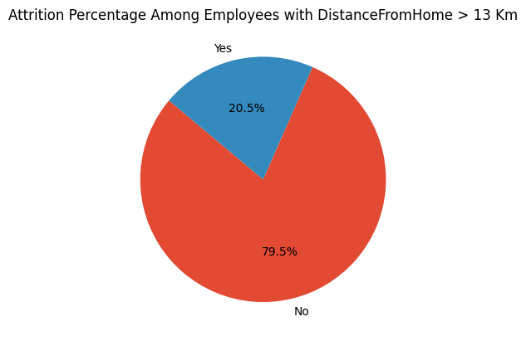 Attrition Percentage Among Employees with DistanceFromHome > 13 Km
Yes
20.5%
79.5%
No